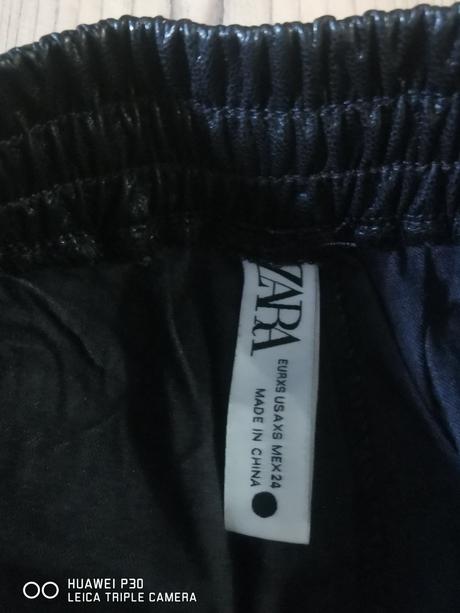 ZARA
EUR XS USA XS MEX 24
MADE IN CHINA
HUAWEI P30
LEICA TRIPLE CAMERA